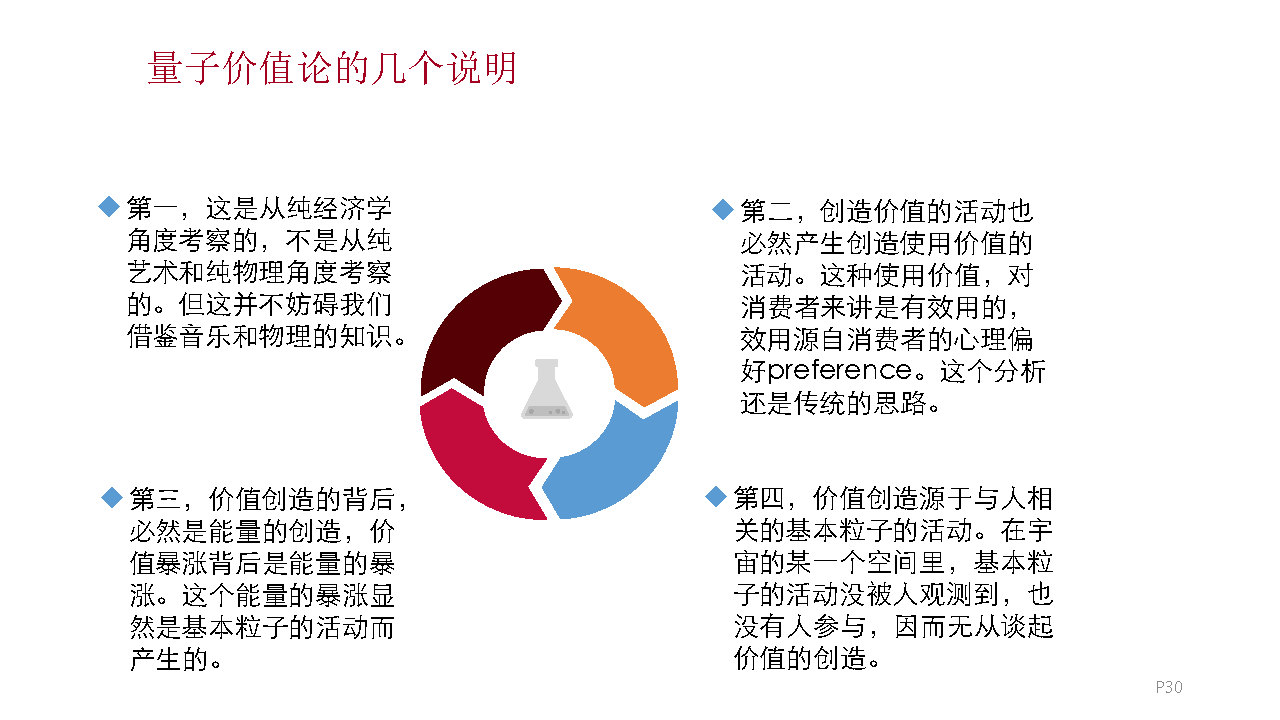 量子价值论的几个说明
第一，这是从纯经济学
角度考察的，不是从纯
艺术和纯物理角度考察
的。但这并不妨碍我们
借鉴音乐和物理的知识。
第二，创造价值的活动也
必然产生创造使用价值的
活动。这种使用价值，对
消费者来讲是有效用的，
效用源自消费者的心理偏
好preference。这个分析
还是传统的思路。
第三，价值创造的背后，
必然是能量的创造，价
值暴涨背后是能量的暴
涨。这个能量的暴涨显
然是基本粒子的活动而
产生的。
第四，价值创造源于与人相
关的基本粒子的活动。在宇
宙的某一个空间里，基本粒
子的活动没被人观测到，也
没有人参与，因而无从谈起
价值的创造。
P30